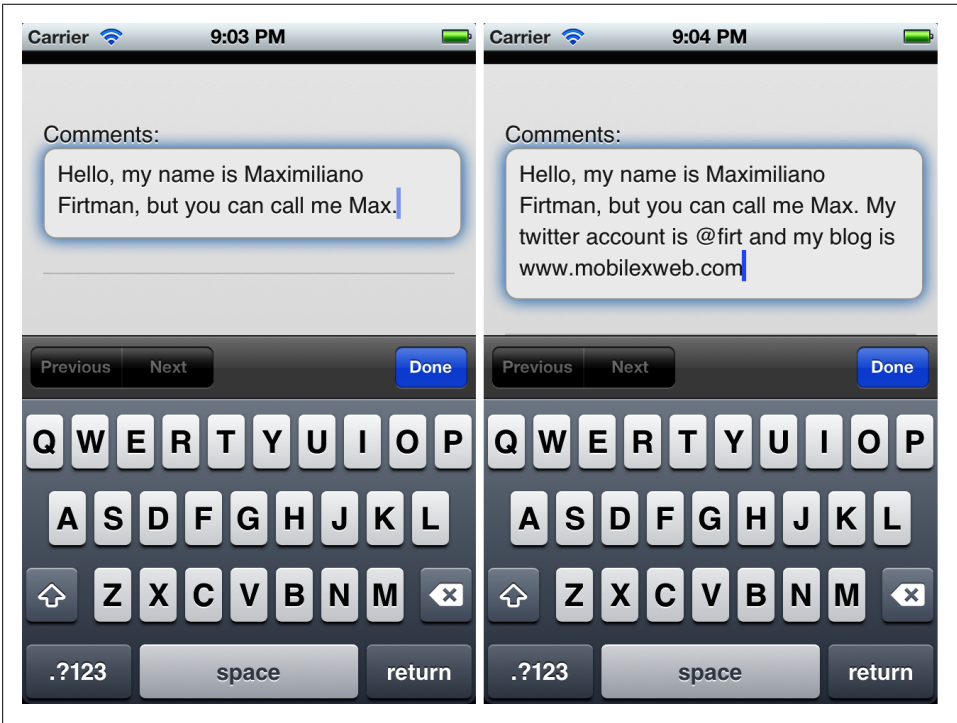 Carrier 9:03 PM
Comments:
Hello, my name is Maximiliano
Firtman, but you can call me Max.
Previous Next Done
Q W E R T Y U I O P
A S D F G H J K L
Z X C V B N M
.?123 space return
Carrier 9:04 PM
Comments:
Hello, my name is Maximiliano
Firtman, but you can call me Max. My
twitter account is @firt and my blog is
www.mobilexweb.com
Previous Next Done
Q W E R T Y U I O P
A S D F G H J K L
Z X C V B N M
.?123 space return